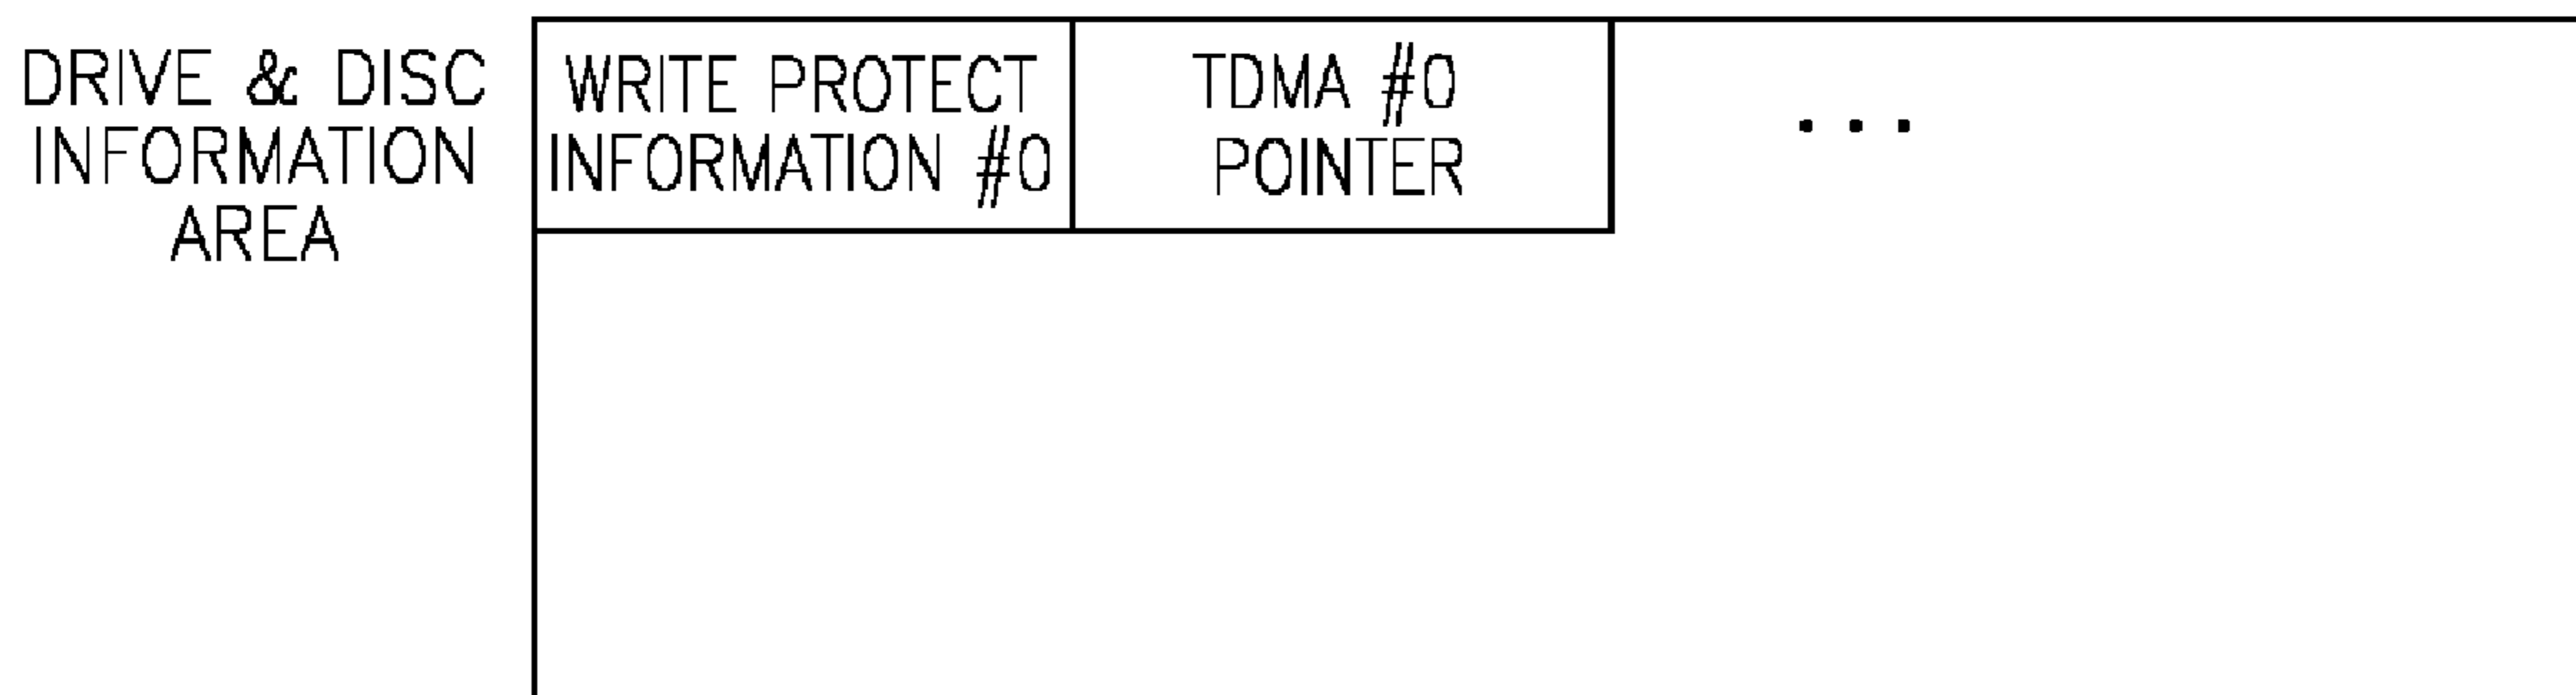 DRIVE & DISC
INFORMATION
AREA
WRITE PROTECT
INFORMATION #0
TDMA #0
POINTER
...